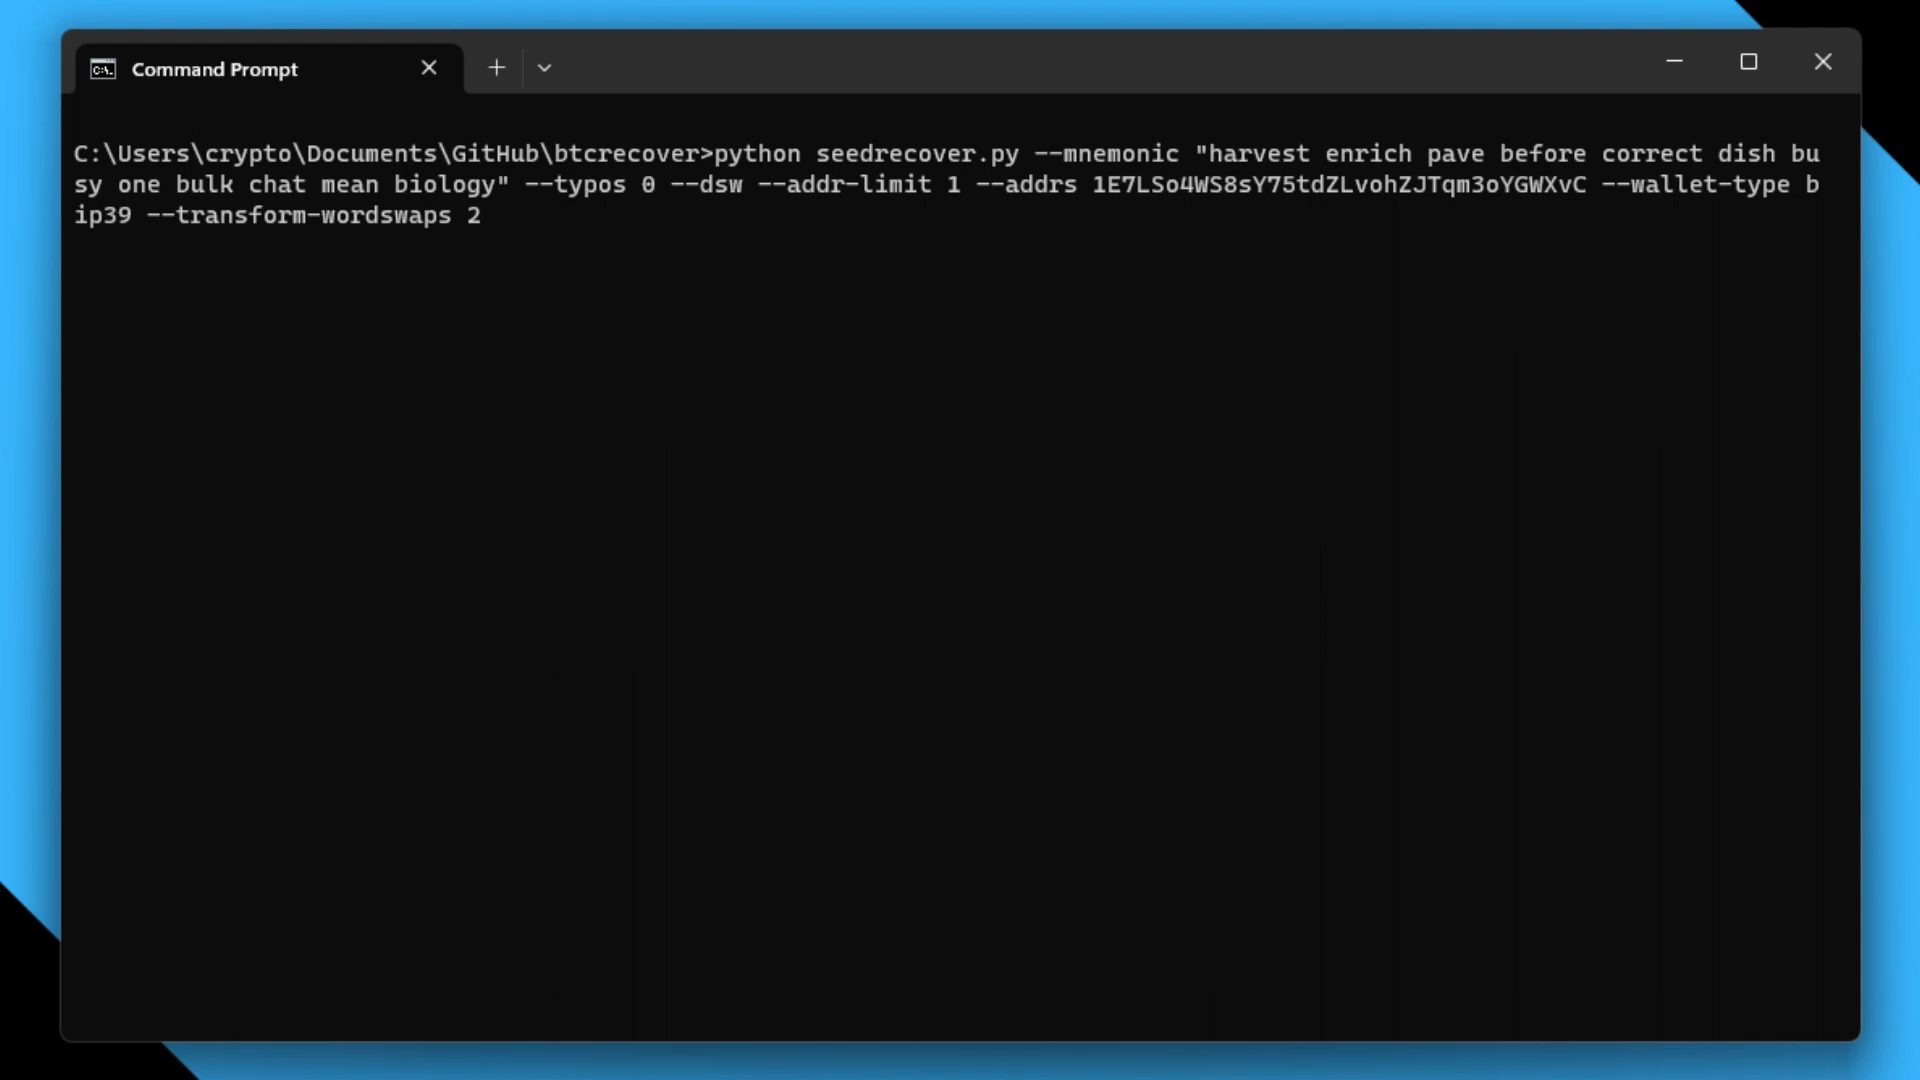 Command Prompt
C:\Users\crypto\Documents\GitHub\btcrecover>python seedrecover.py --mnemonic "harvest enrich pave before correct dish bu
sy one bulk chat mean biology" --typos 0 --dsw --addr-limit 1 --addrs 1E7LSo4WS8sY75tdZLvohZJTqm3oYGWXvC --wallet-type b
ip39 --transform-wordswaps 2